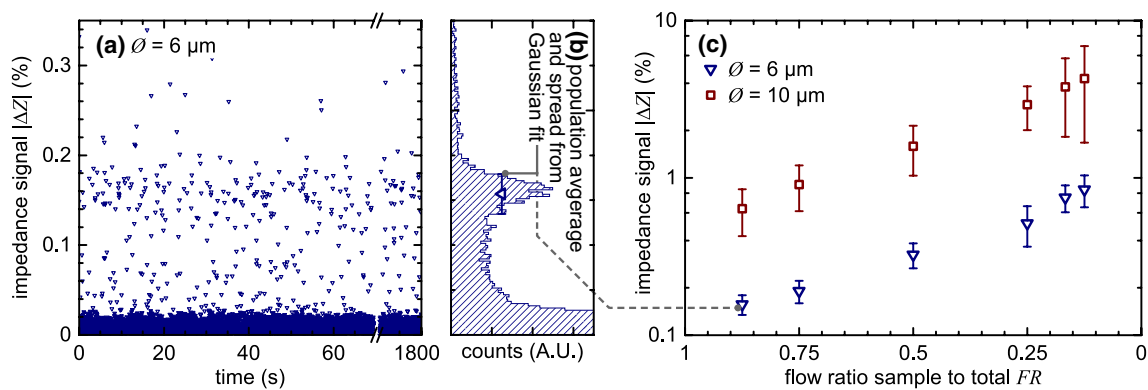 (a) Ø = 6 µm
impedance signal |ΔZ| (%)
0.3
0.2
0.1
0
0 20 40 60 1800
time (s)
(b)
population avgerage
and spread from
Gaussian fit
counts (A.U.)
(c)
Ø = 6 µm
Ø = 10 µm
impedance signal |ΔZ| (%)
10
1
0.1
1 0.75 0.5 0.25 0
flow ratio sample to total FR